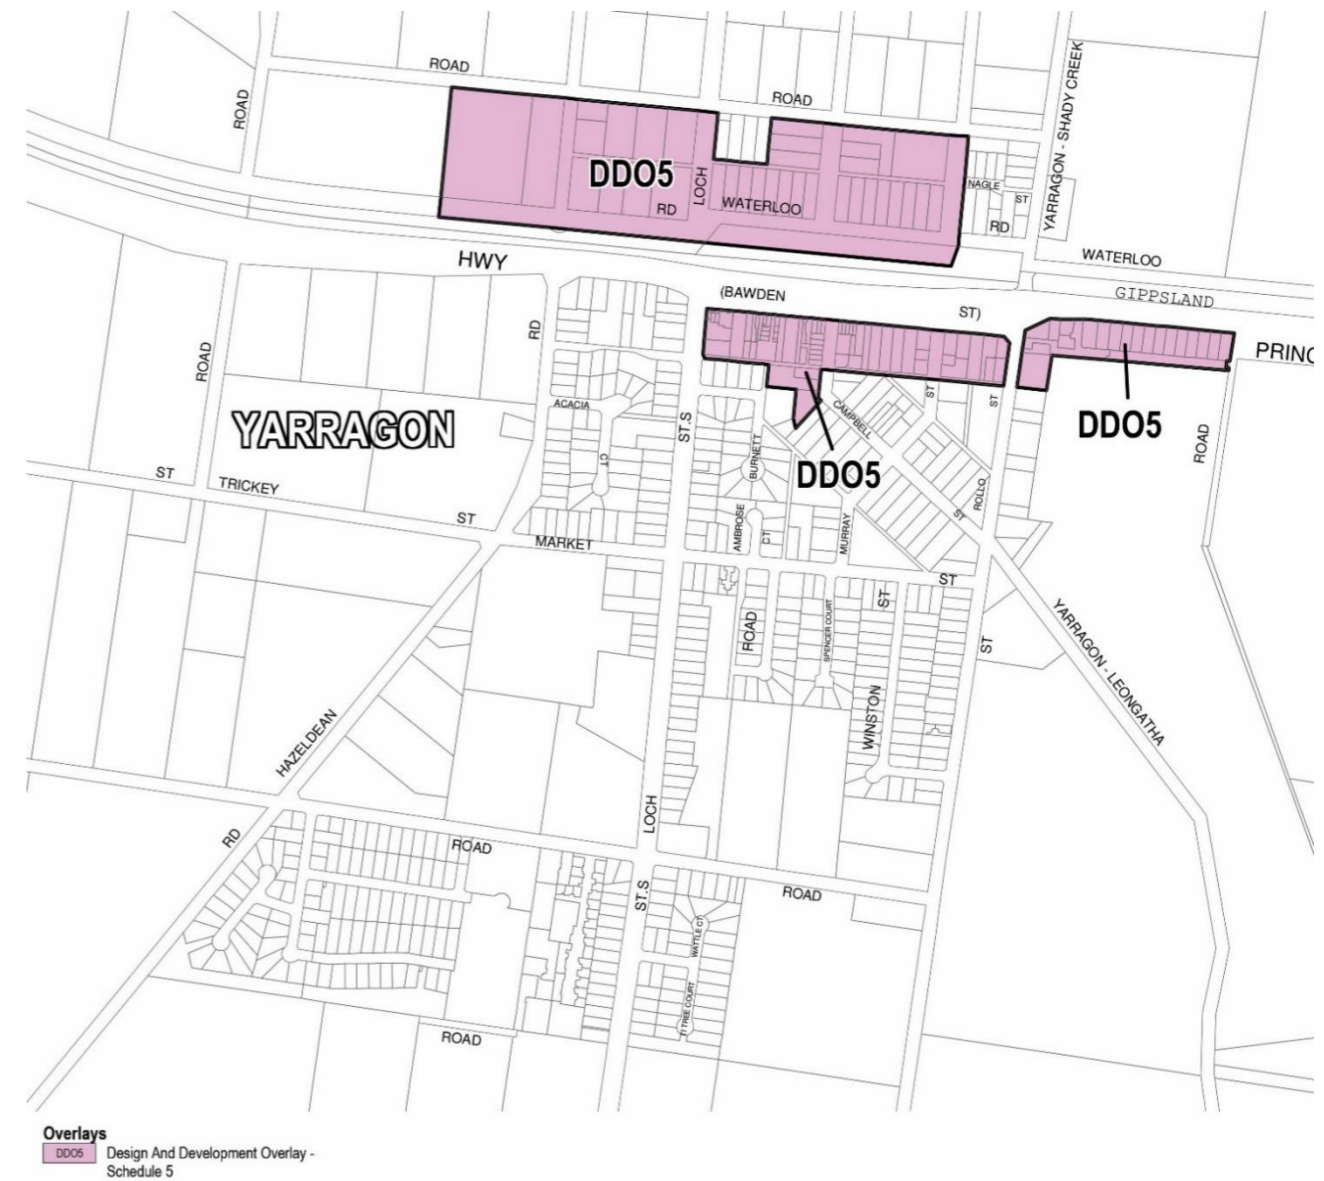 ROAD
ROAD
ROAD
YARRAGON - SHADY CREEK
DDO5
LOCH
NAGLE
ST
RD
WATERLOO
RD
WATERLOO
HWY
GIPPSLAND
(BAWDEN
ST)
RD
ROAD
PRINC
DDO5
ACACIA
CT
ST.S
YARRAGON
CAMPBELL
ST
ST
ROAD
BURNETT
DDO5
ST
TRICKEY
ST
MARKET
AMBROSE
CT
MURRAY
ROLLO
ST
ST
ROAD
SPENCER COURT
ST
ST
YARRAGON - LEONGATHA
WINSTON
HAZELDEAN
RD
LOCH
ROAD
ROAD
ST.S
WATTLE CT
TITREE COURT
ROAD
Overlays
DDO5
Design And Development Overlay -
Schedule 5